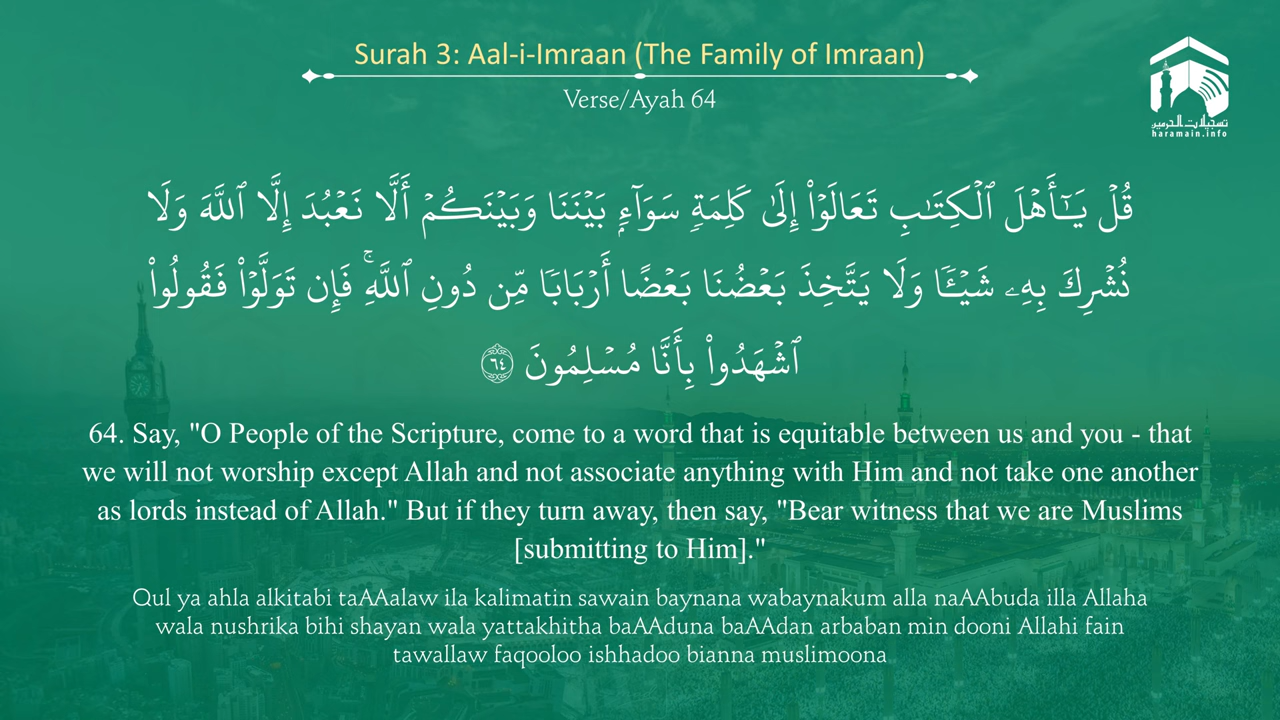 Surah 3: Aal-i-Imraan (The Family of Imraan)
Verse/Ayah 64
تسجيلات الحرمين
haramain.info
قُلْ يَـٰٓأَهْلَ ٱلْكِتَـٰبِ تَعَالَوْا۟ إِلَىٰ كَلِمَةٍۢ سَوَآءٍۭ بَيْنَنَا وَبَيْنَكُمْ أَلَّا نَعْبُدَ إِلَّا ٱللَّهَ وَلَا
نُشْرِكَ بِهِۦ شَيْـًۭٔا وَلَا يَتَّخِذَ بَعْضُنَا بَعْضًا أَرْبَابًۭا مِّن دُونِ ٱللَّهِ ۚ فَإِن تَوَلَّوْا۟ فَقُولُوا۟
ٱشْهَدُوا۟ بِأَنَّا مُسْلِمُونَ ٦٤
64. Say, "O People of the Scripture, come to a word that is equitable between us and you - that
we will not worship except Allah and not associate anything with Him and not take one another
as lords instead of Allah." But if they turn away, then say, "Bear witness that we are Muslims
[submitting to Him]."
Qul ya ahla alkitabi taAAalaw ila kalimatin sawain baynana wabaynakum alla naAAbuda illa Allaha
wala nushrika bihi shayan wala yattakhitha baAAduna baAAdan arbaban min dooni Allahi fain
tawallaw faqooloo ishhadoo bianna muslimoona